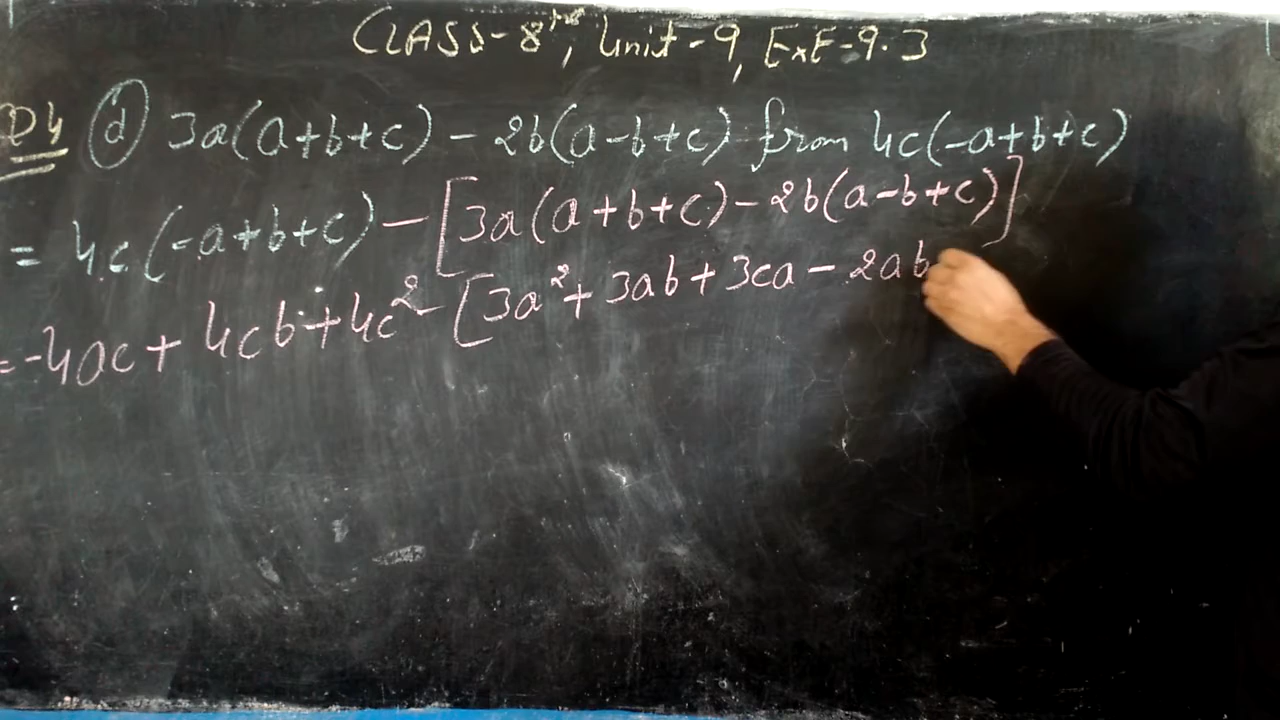 CLASS-8th, Unit-9, ExE-9.3
Q4 (d) 3a(a+b+c) - 2b(a-b+c) from 4c(-a+b+c)
= 4c(-a+b+c) - [3a(a+b+c) - 2b(a-b+c)]
= -4ac + 4cb + 4c² - [3a² + 3ab + 3ca - 2ab